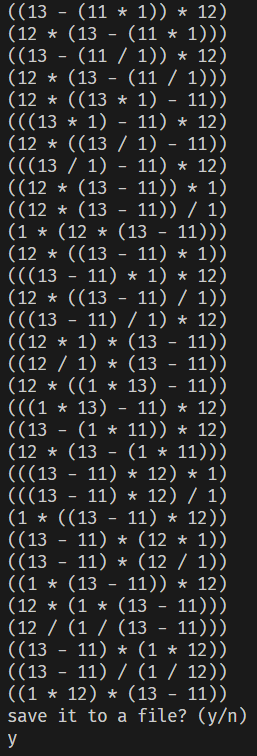 ((13 - (11 * 1)) * 12)
(12 * (13 - (11 * 1)))
((13 - (11 / 1)) * 12)
(12 * (13 - (11 / 1)))
(12 * ((13 * 1) - 11))
(((13 * 1) - 11) * 12)
(12 * ((13 / 1) - 11))
(((13 / 1) - 11) * 12)
((12 * (13 - 11)) * 1)
((12 * (13 - 11)) / 1)
(1 * (12 * (13 - 11)))
(12 * ((13 - 11) * 1))
(((13 - 11) * 1) * 12)
(12 * ((13 - 11) / 1))
(((13 - 11) / 1) * 12)
((12 * 1) * (13 - 11))
((12 / 1) * (13 - 11))
(12 * ((1 * 13) - 11))
(((1 * 13) - 11) * 12)
((13 - (1 * 11)) * 12)
(12 * (13 - (1 * 11)))
(((13 - 11) * 12) * 1)
(((13 - 11) * 12) / 1)
(1 * ((13 - 11) * 12))
((13 - 11) * (12 * 1))
((13 - 11) * (12 / 1))
((1 * (13 - 11)) * 12)
(12 * (1 * (13 - 11)))
(12 / (1 / (13 - 11)))
((13 - 11) * (1 * 12))
((13 - 11) / (1 / 12))
((1 * 12) * (13 - 11))
save it to a file? (y/n)
y